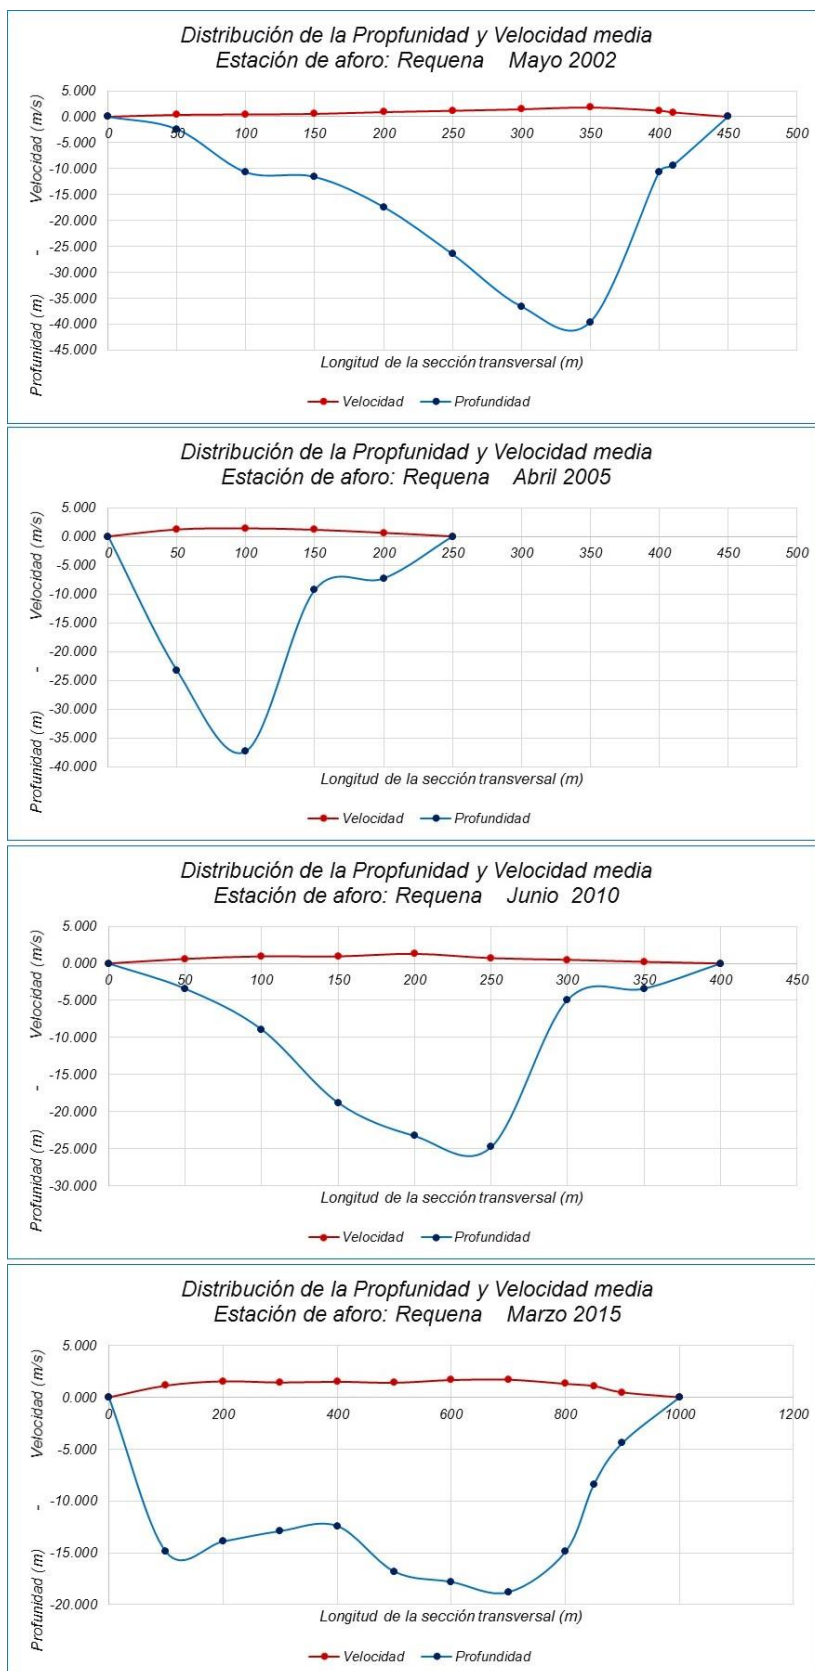 Distribución de la Propfunidad y Velocidad media
Estación de aforo: Requena Mayo 2002
5.000
0.000
-5.000
-10.000
-15.000
-20.000
-25.000
-30.000
-35.000
-40.000
-45.000
0 50 100 150 200 250 300 350 400 450 500
Profunidad (m) - Velocidad (m/s)
Longitud de la sección transversal (m)
Velocidad Profundidad
Distribución de la Propfunidad y Velocidad media
Estación de aforo: Requena Abril 2005
5.000
0.000
-5.000
-10.000
-15.000
-20.000
-25.000
-30.000
-35.000
-40.000
0 50 100 150 200 250 300 350 400 450 500
Profunidad (m) - Velocidad (m/s)
Longitud de la sección transversal (m)
Velocidad Profundidad
Distribución de la Propfunidad y Velocidad media
Estación de aforo: Requena Junio 2010
5.000
0.000
-5.000
-10.000
-15.000
-20.000
-25.000
-30.000
0 50 100 150 200 250 300 350 400 450
Profunidad (m) - Velocidad (m/s)
Longitud de la sección transversal (m)
Velocidad Profundidad
Distribución de la Propfunidad y Velocidad media
Estación de aforo: Requena Marzo 2015
5.000
0.000
-5.000
-10.000
-15.000
-20.000
0 200 400 600 800 1000 1200
Profunidad (m) - Velocidad (m/s)
Longitud de la sección transversal (m)
Velocidad Profundidad